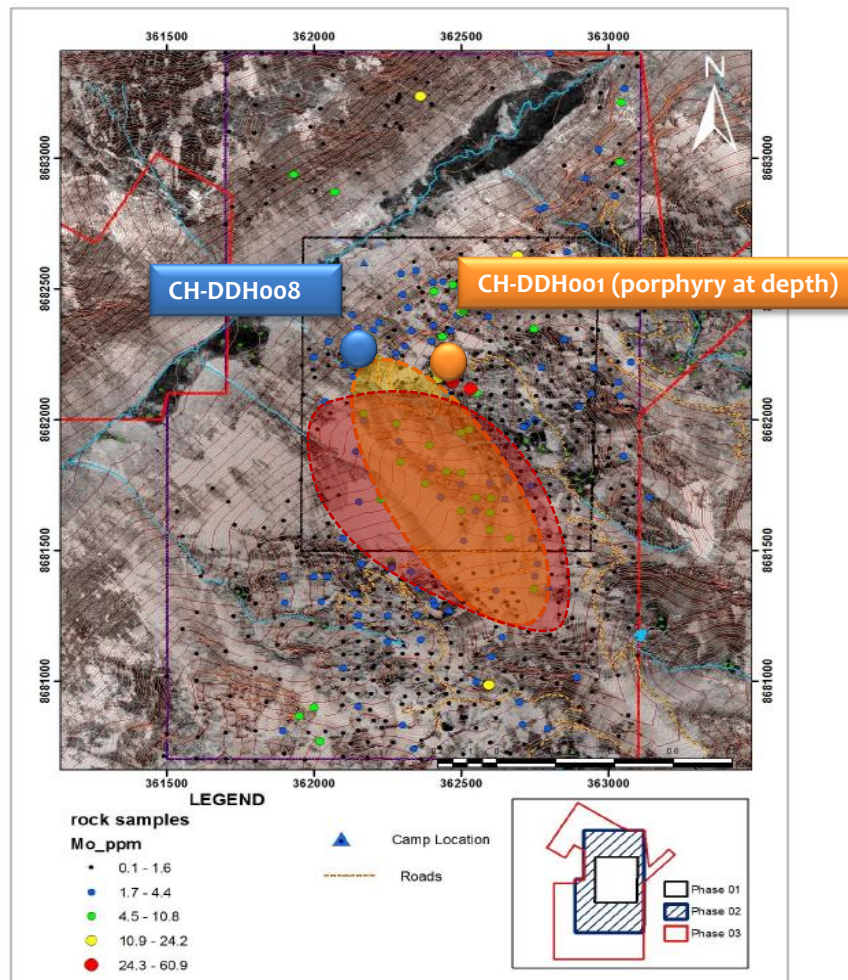 361500 362000 362500 363000
N
8683000 8683000
8682500 8682500
CH-DDH008
CH-DDH001 (porphyry at depth)
8682000 8682000
8681500 8681500
8681000 8681000
0.6
361500 362000 362500 363000
LEGEND
rock samples
Mo_ppm
0.1 - 1.6
1.7 - 4.4
4.5 - 10.8
10.9 - 24.2
24.3 - 60.9
Camp Location
Roads
Phase 01
Phase 02
Phase 03